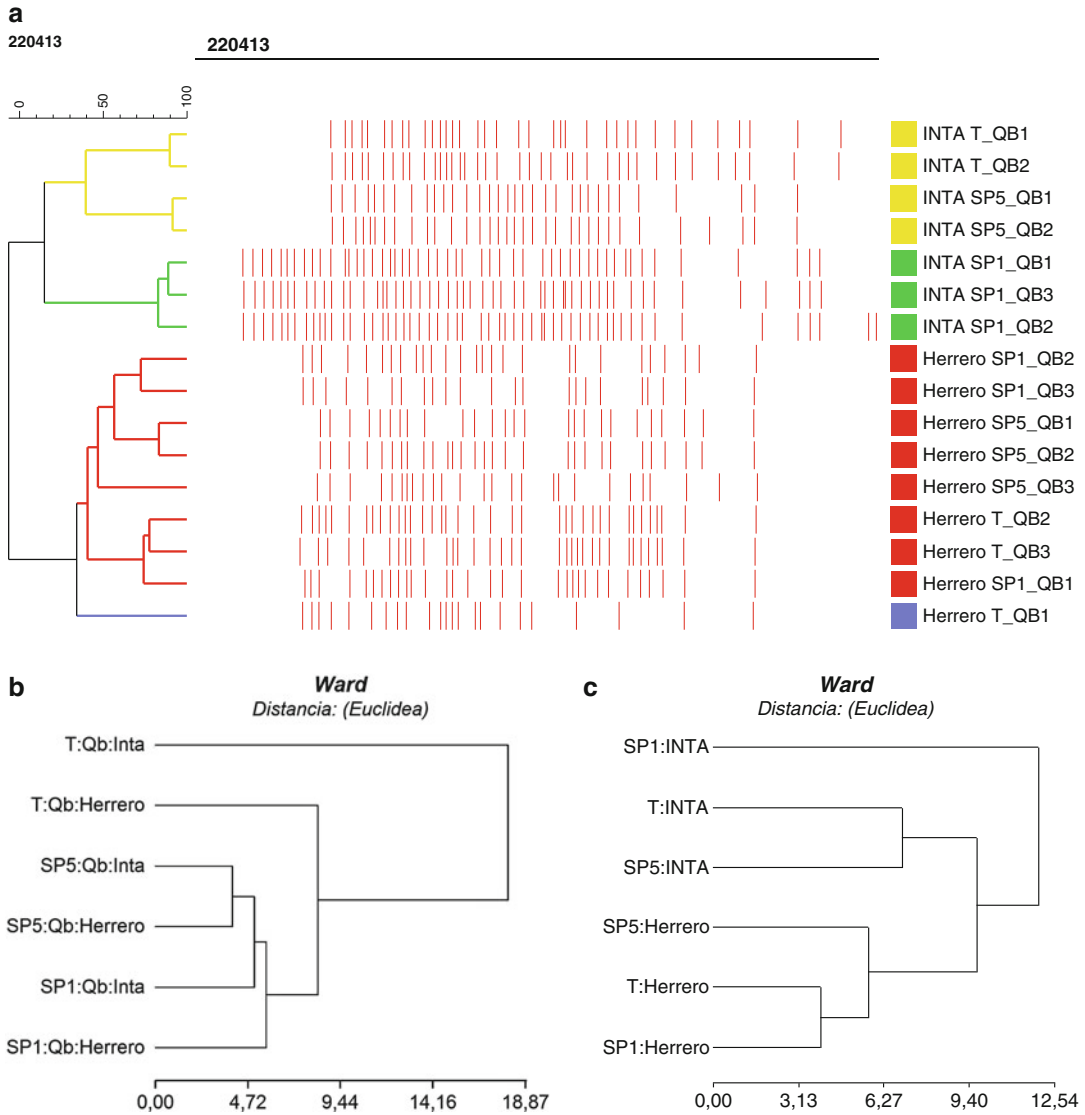 a
220413
220413
0 50 100
INTA T_QB1
INTA T_QB2
INTA SP5_QB1
INTA SP5_QB2
INTA SP1_QB1
INTA SP1_QB3
INTA SP1_QB2
Herrero SP1_QB2
Herrero SP1_QB3
Herrero SP5_QB1
Herrero SP5_QB2
Herrero SP5_QB3
Herrero T_QB2
Herrero T_QB3
Herrero SP1_QB1
Herrero T_QB1
b
Ward
Distancia: (Euclidea)
T:Qb:Inta
T:Qb:Herrero
SP5:Qb:Inta
SP5:Qb:Herrero
SP1:Qb:Inta
SP1:Qb:Herrero
0,00 4,72 9,44 14,16 18,87
c
Ward
Distancia: (Euclidea)
SP1:INTA
T:INTA
SP5:INTA
SP5:Herrero
T:Herrero
SP1:Herrero
0,00 3,13 6,27 9,40 12,54